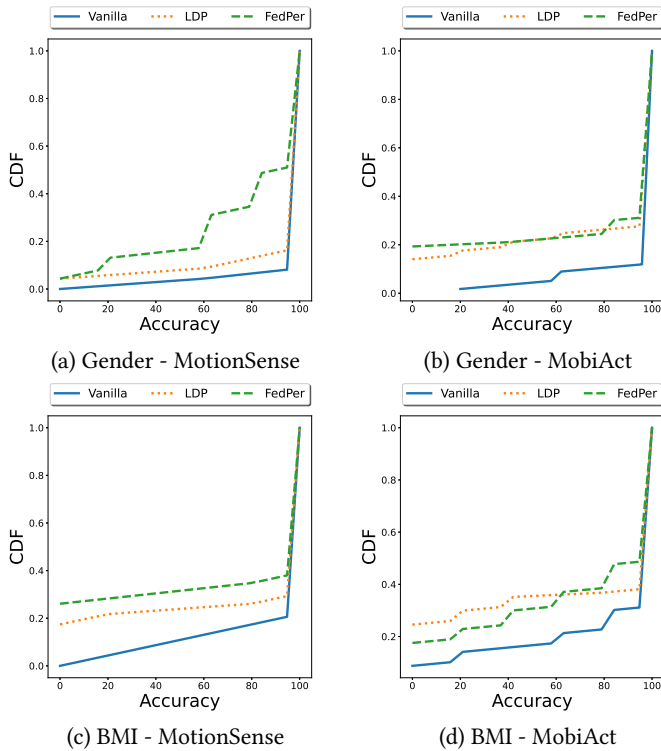 Vanilla LDP FedPer
1.0
0.8
0.6
0.4
0.2
0.0
CDF
0 20 40 60 80 100
Accuracy
(a) Gender - MotionSense
Vanilla LDP FedPer
1.0
0.8
0.6
0.4
0.2
0.0
CDF
0 20 40 60 80 100
Accuracy
(b) Gender - MobiAct
Vanilla LDP FedPer
1.0
0.8
0.6
0.4
0.2
0.0
CDF
0 20 40 60 80 100
Accuracy
(c) BMI - MotionSense
Vanilla LDP FedPer
1.0
0.8
0.6
0.4
0.2
CDF
0 20 40 60 80 100
Accuracy
(d) BMI - MobiAct